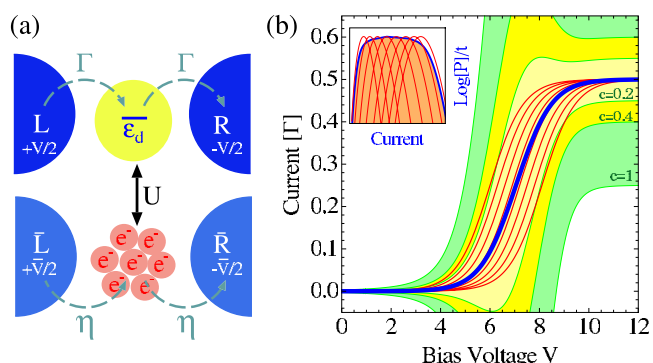 (a)
Γ Γ
L
+V/2
ε̄d
R
-V/2
U
L̄
+V̄/2
e- e- e- e- e- e- e-
R̄
-V̄/2
η η
(b)
Current [Γ]
0.6
0.5
0.4
0.3
0.2
0.1
0.0
Log[P]/t
Current
c=0.2
c=0.4
c=1
0 2 4 6 8 10 12
Bias Voltage V